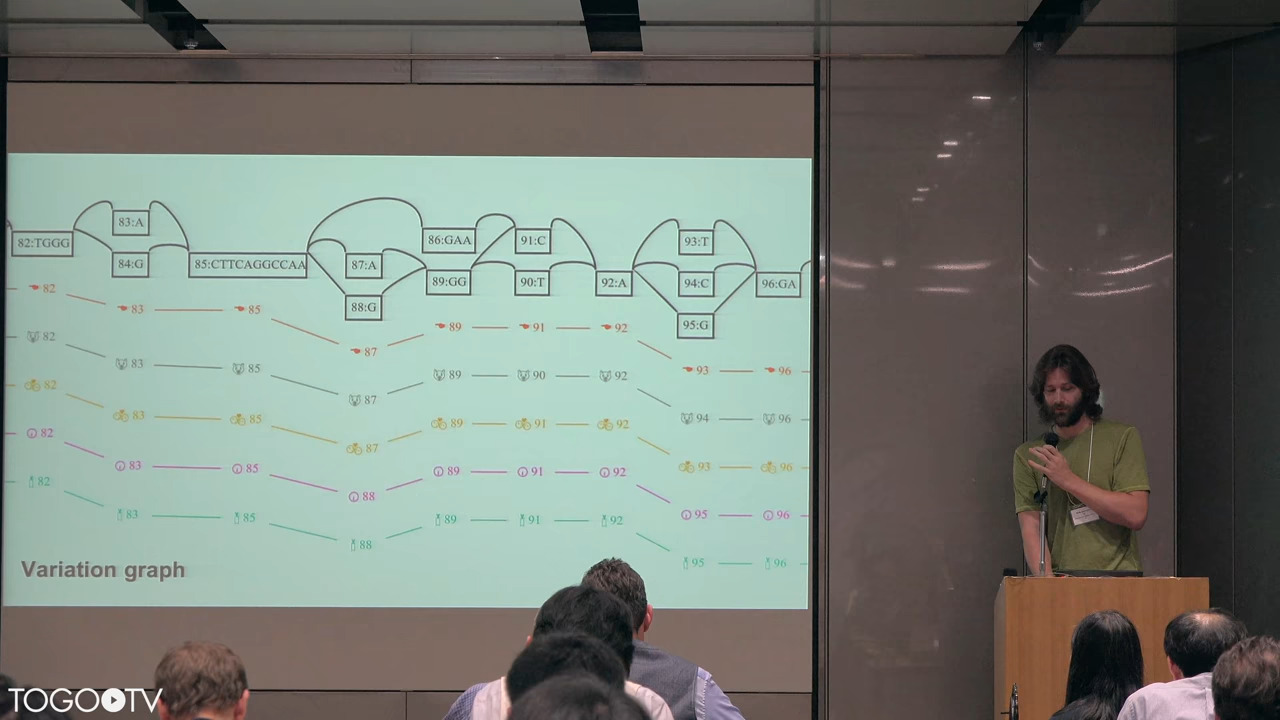 83:A
82:TGGG
84:G
85:CTTCAGGCCAA
86:GAA
91:C
93:T
87:A
89:GG
90:T
92:A
94:C
96:GA
88:G
95:G
82 83 85 87 89 91 92 93 96
82 83 85 87 89 90 92 94 96
82 83 85 87 89 91 92 93 96
82 83 85 88 89 91 92 95 96
82 83 85 88 89 91 92 95 96
Variation graph
TOGO TV